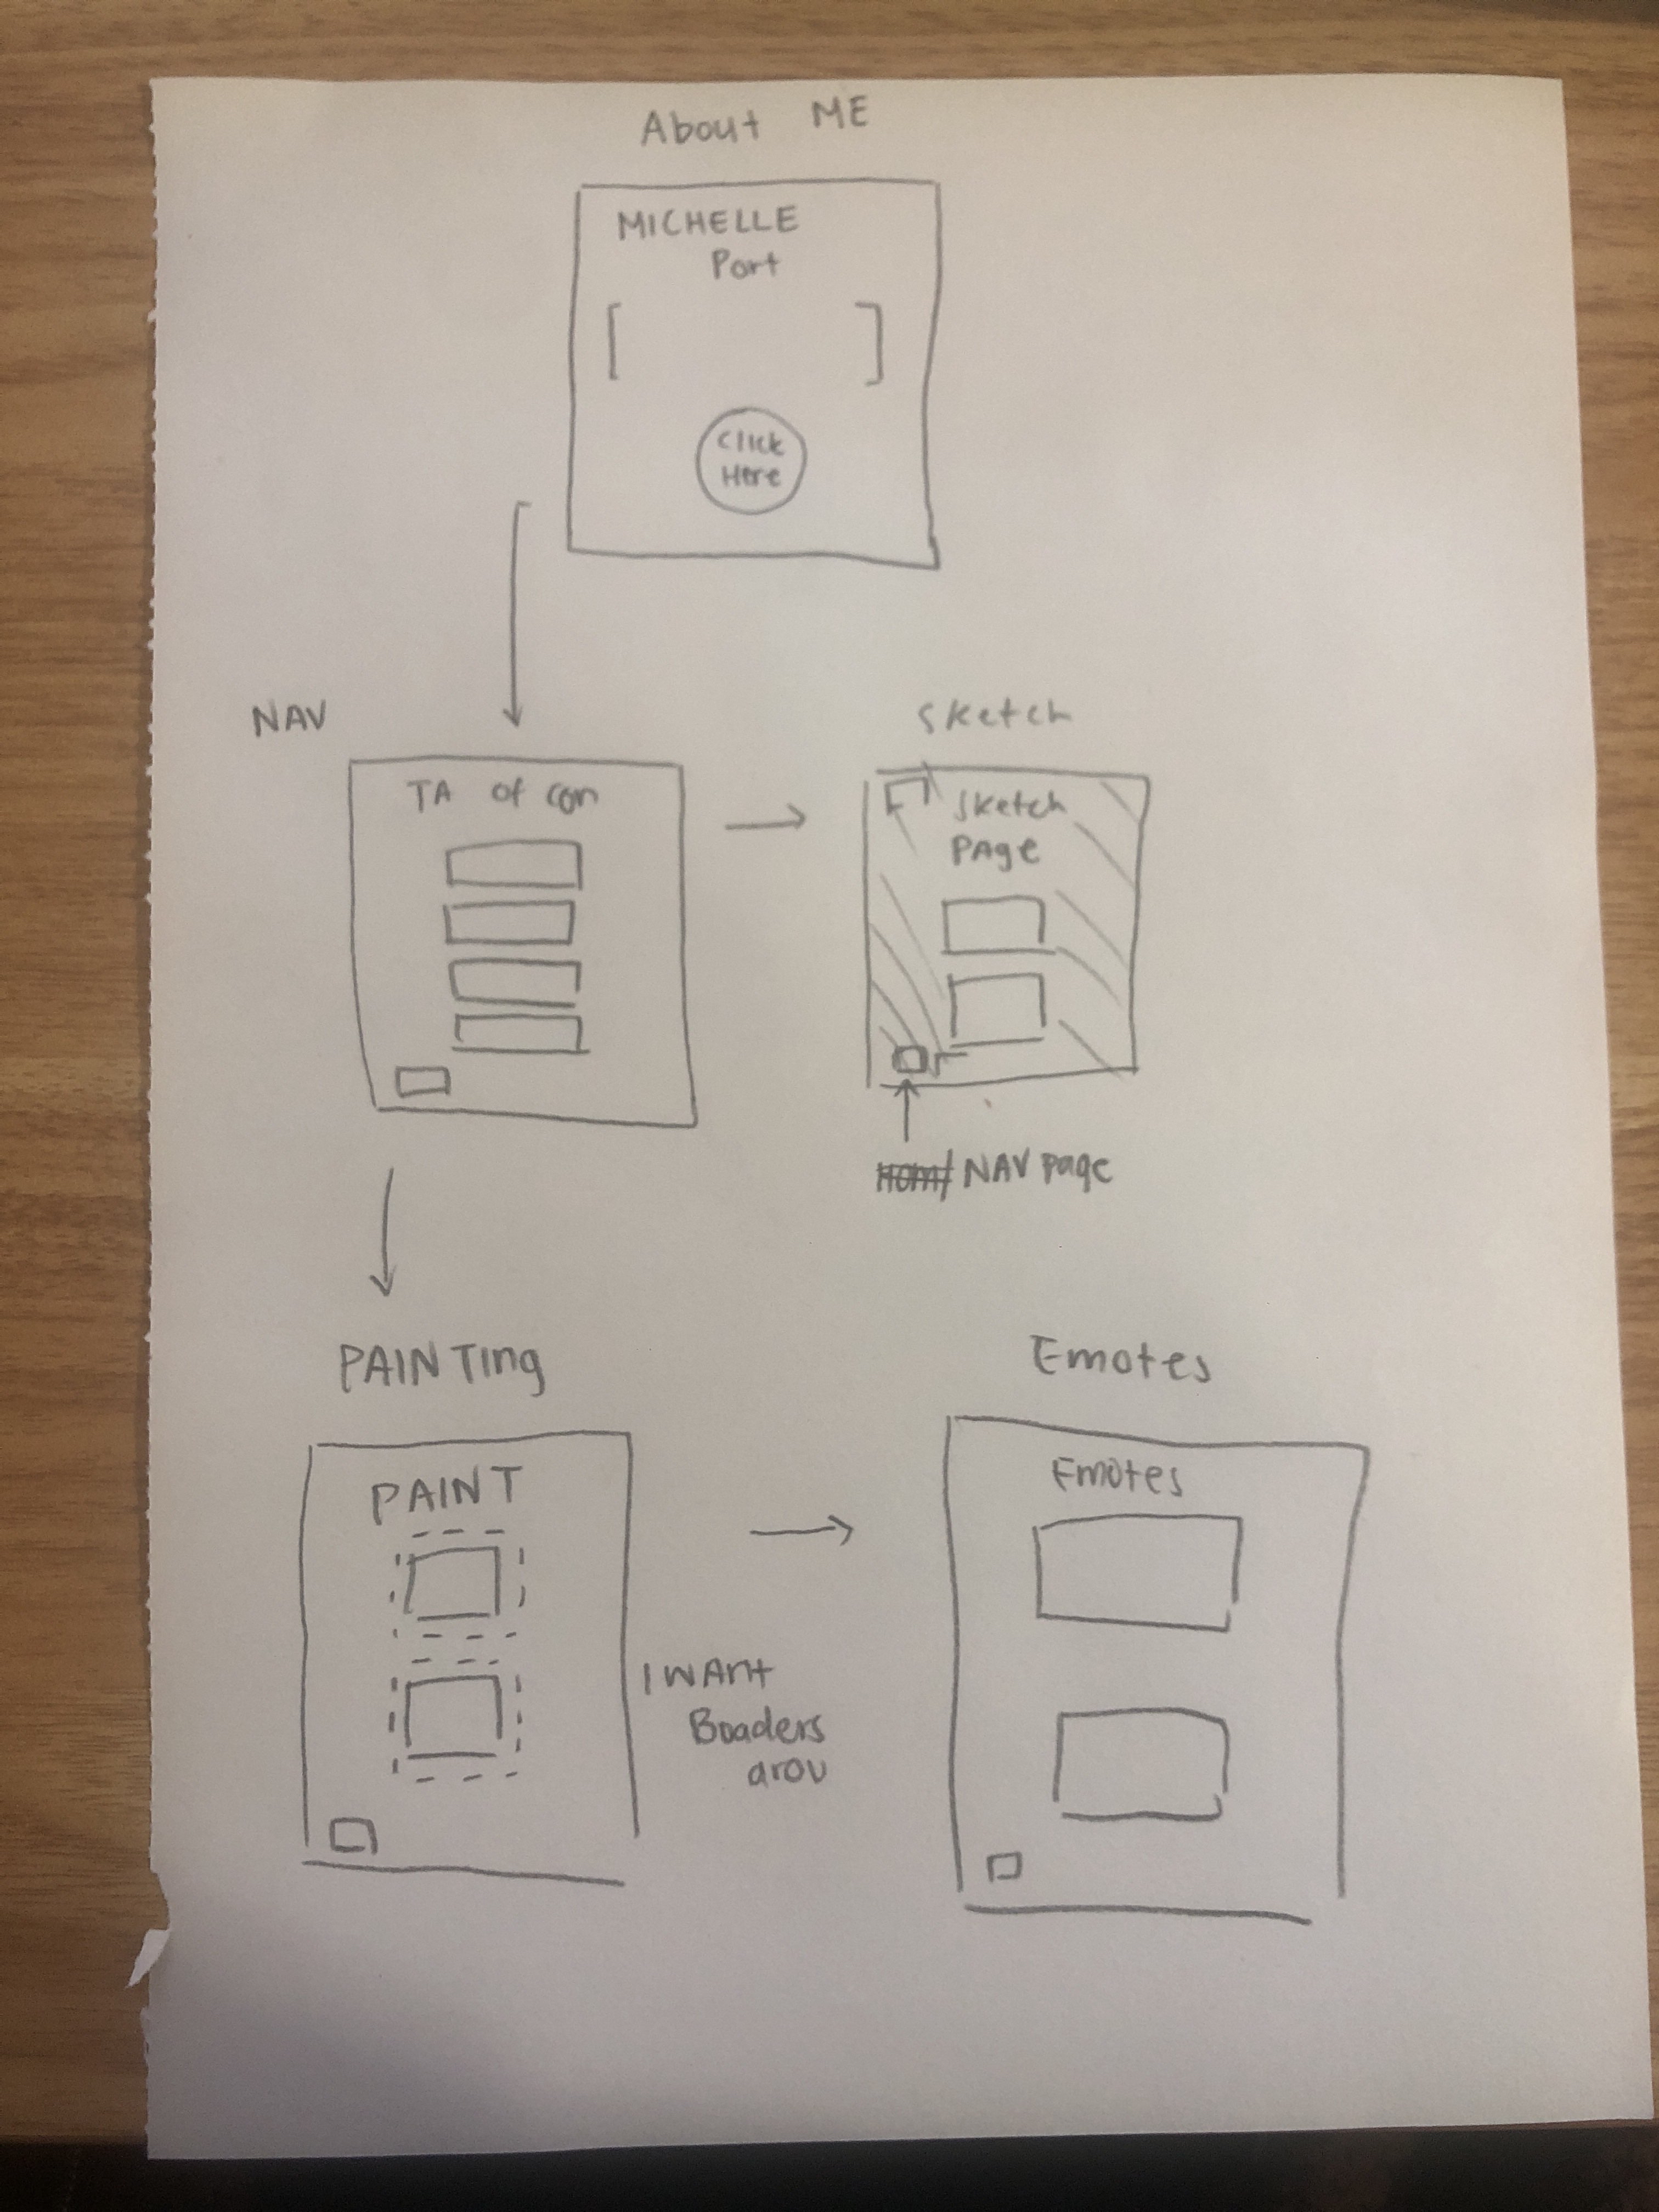 About ME
MICHELLE
Port
Click
Here
NAV
TA of con
Sketch
Sketch
PAge
Hom/ NAV page
PAINTing
PAINT
I WAnt
Boaders
arou
Emotes
Emotes